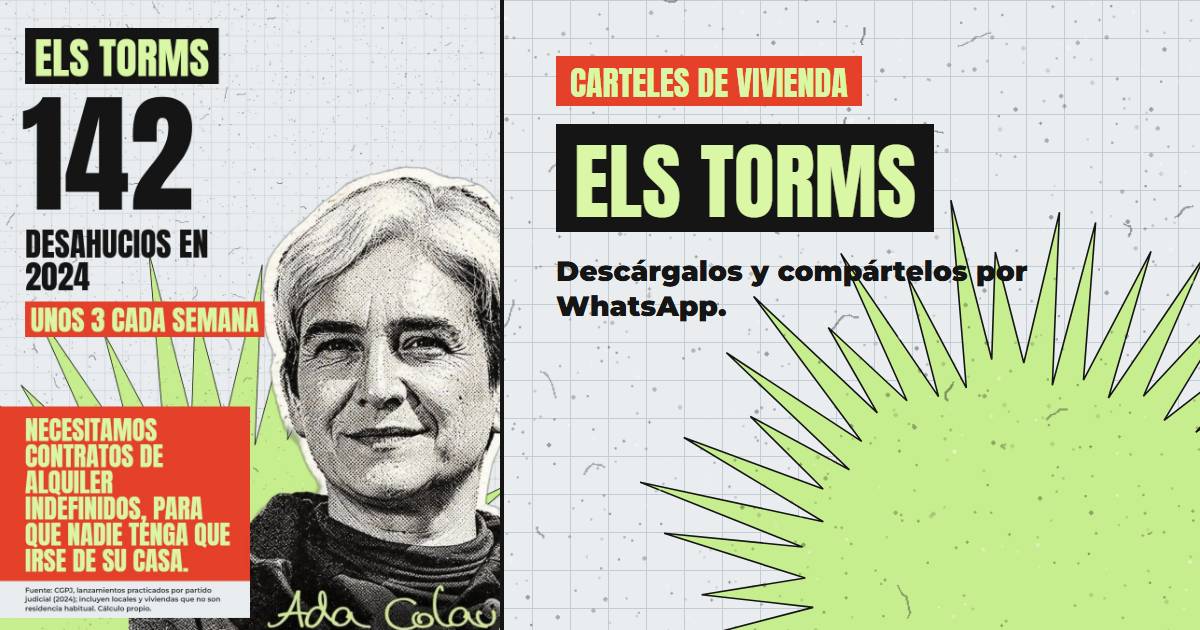 ELS TORMS
142
DESAHUCIOS EN
2024
UNOS 3 CADA SEMANA
NECESITAMOS
CONTRATOS DE
ALQUILER
INDEFINIDOS, PARA
QUE NADIE TENGA QUE
IRSE DE SU CASA.
Fuente: CGPJ, lanzamientos practicados por partido
judicial (2024); incluyen locales y viviendas que no son
residencia habitual. Cálculo propio.
Ada Colau
CARTELES DE VIVIENDA
ELS TORMS
Descárgalos y compártelos por
WhatsApp.